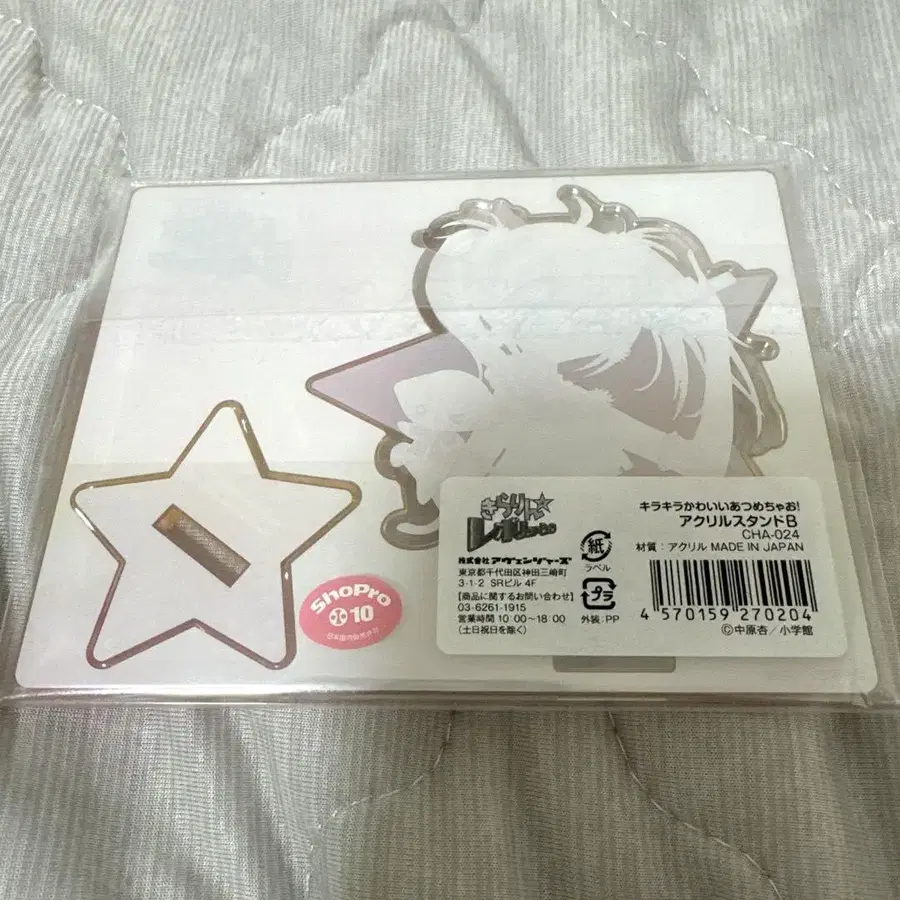 キラキラかわいいあつめちゃお!
アクリルスタンドB
CHA-024
材質:アクリル MADE IN JAPAN
きらりん☆
レボリューション
株式会社アヴェンジャーズ
東京都千代田区神田三崎町
3-1-2 SRビル 4F
【商品に関するお問い合わせ】
03-6261-1915
営業時間 10:00~18:00
(土日祝日を除く)
紙
ラベル
プラ
外装:PP
4 570159 270204
©中原杏/小学館
ShoPro
10